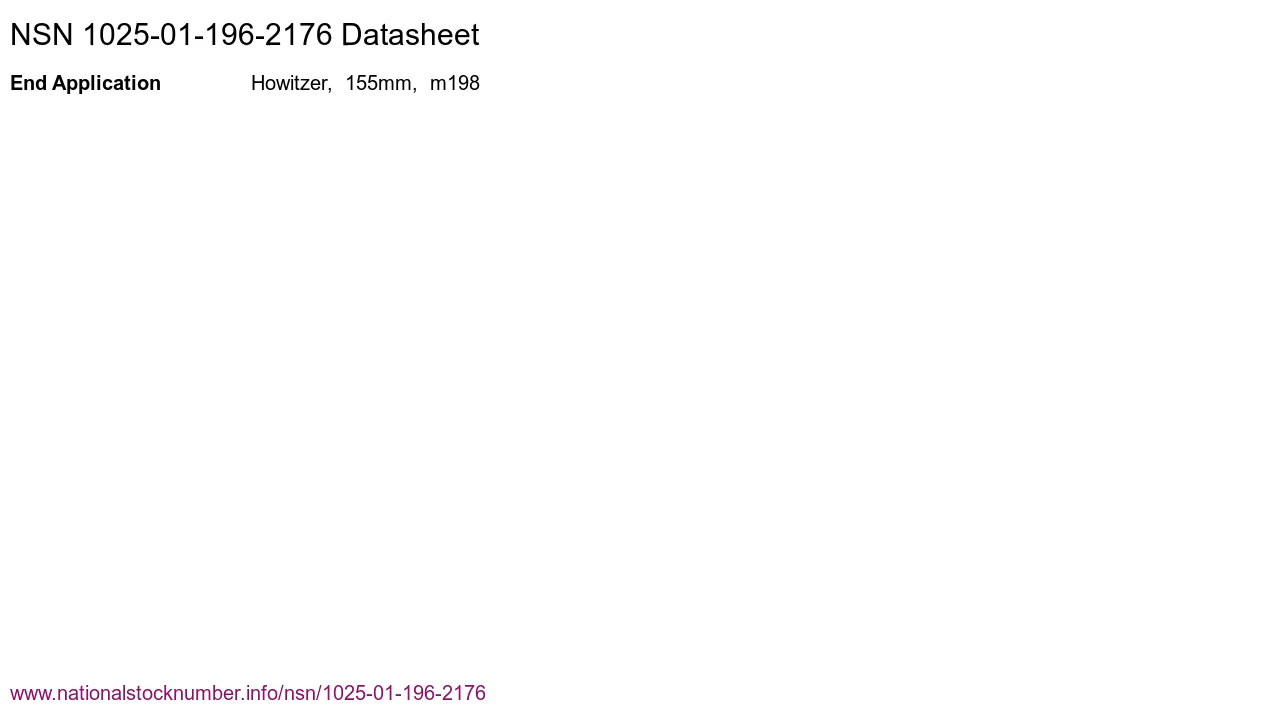 NSN 1025-01-196-2176 Datasheet
End Application Howitzer, 155mm, m198
www.nationalstocknumber.info/nsn/1025-01-196-2176